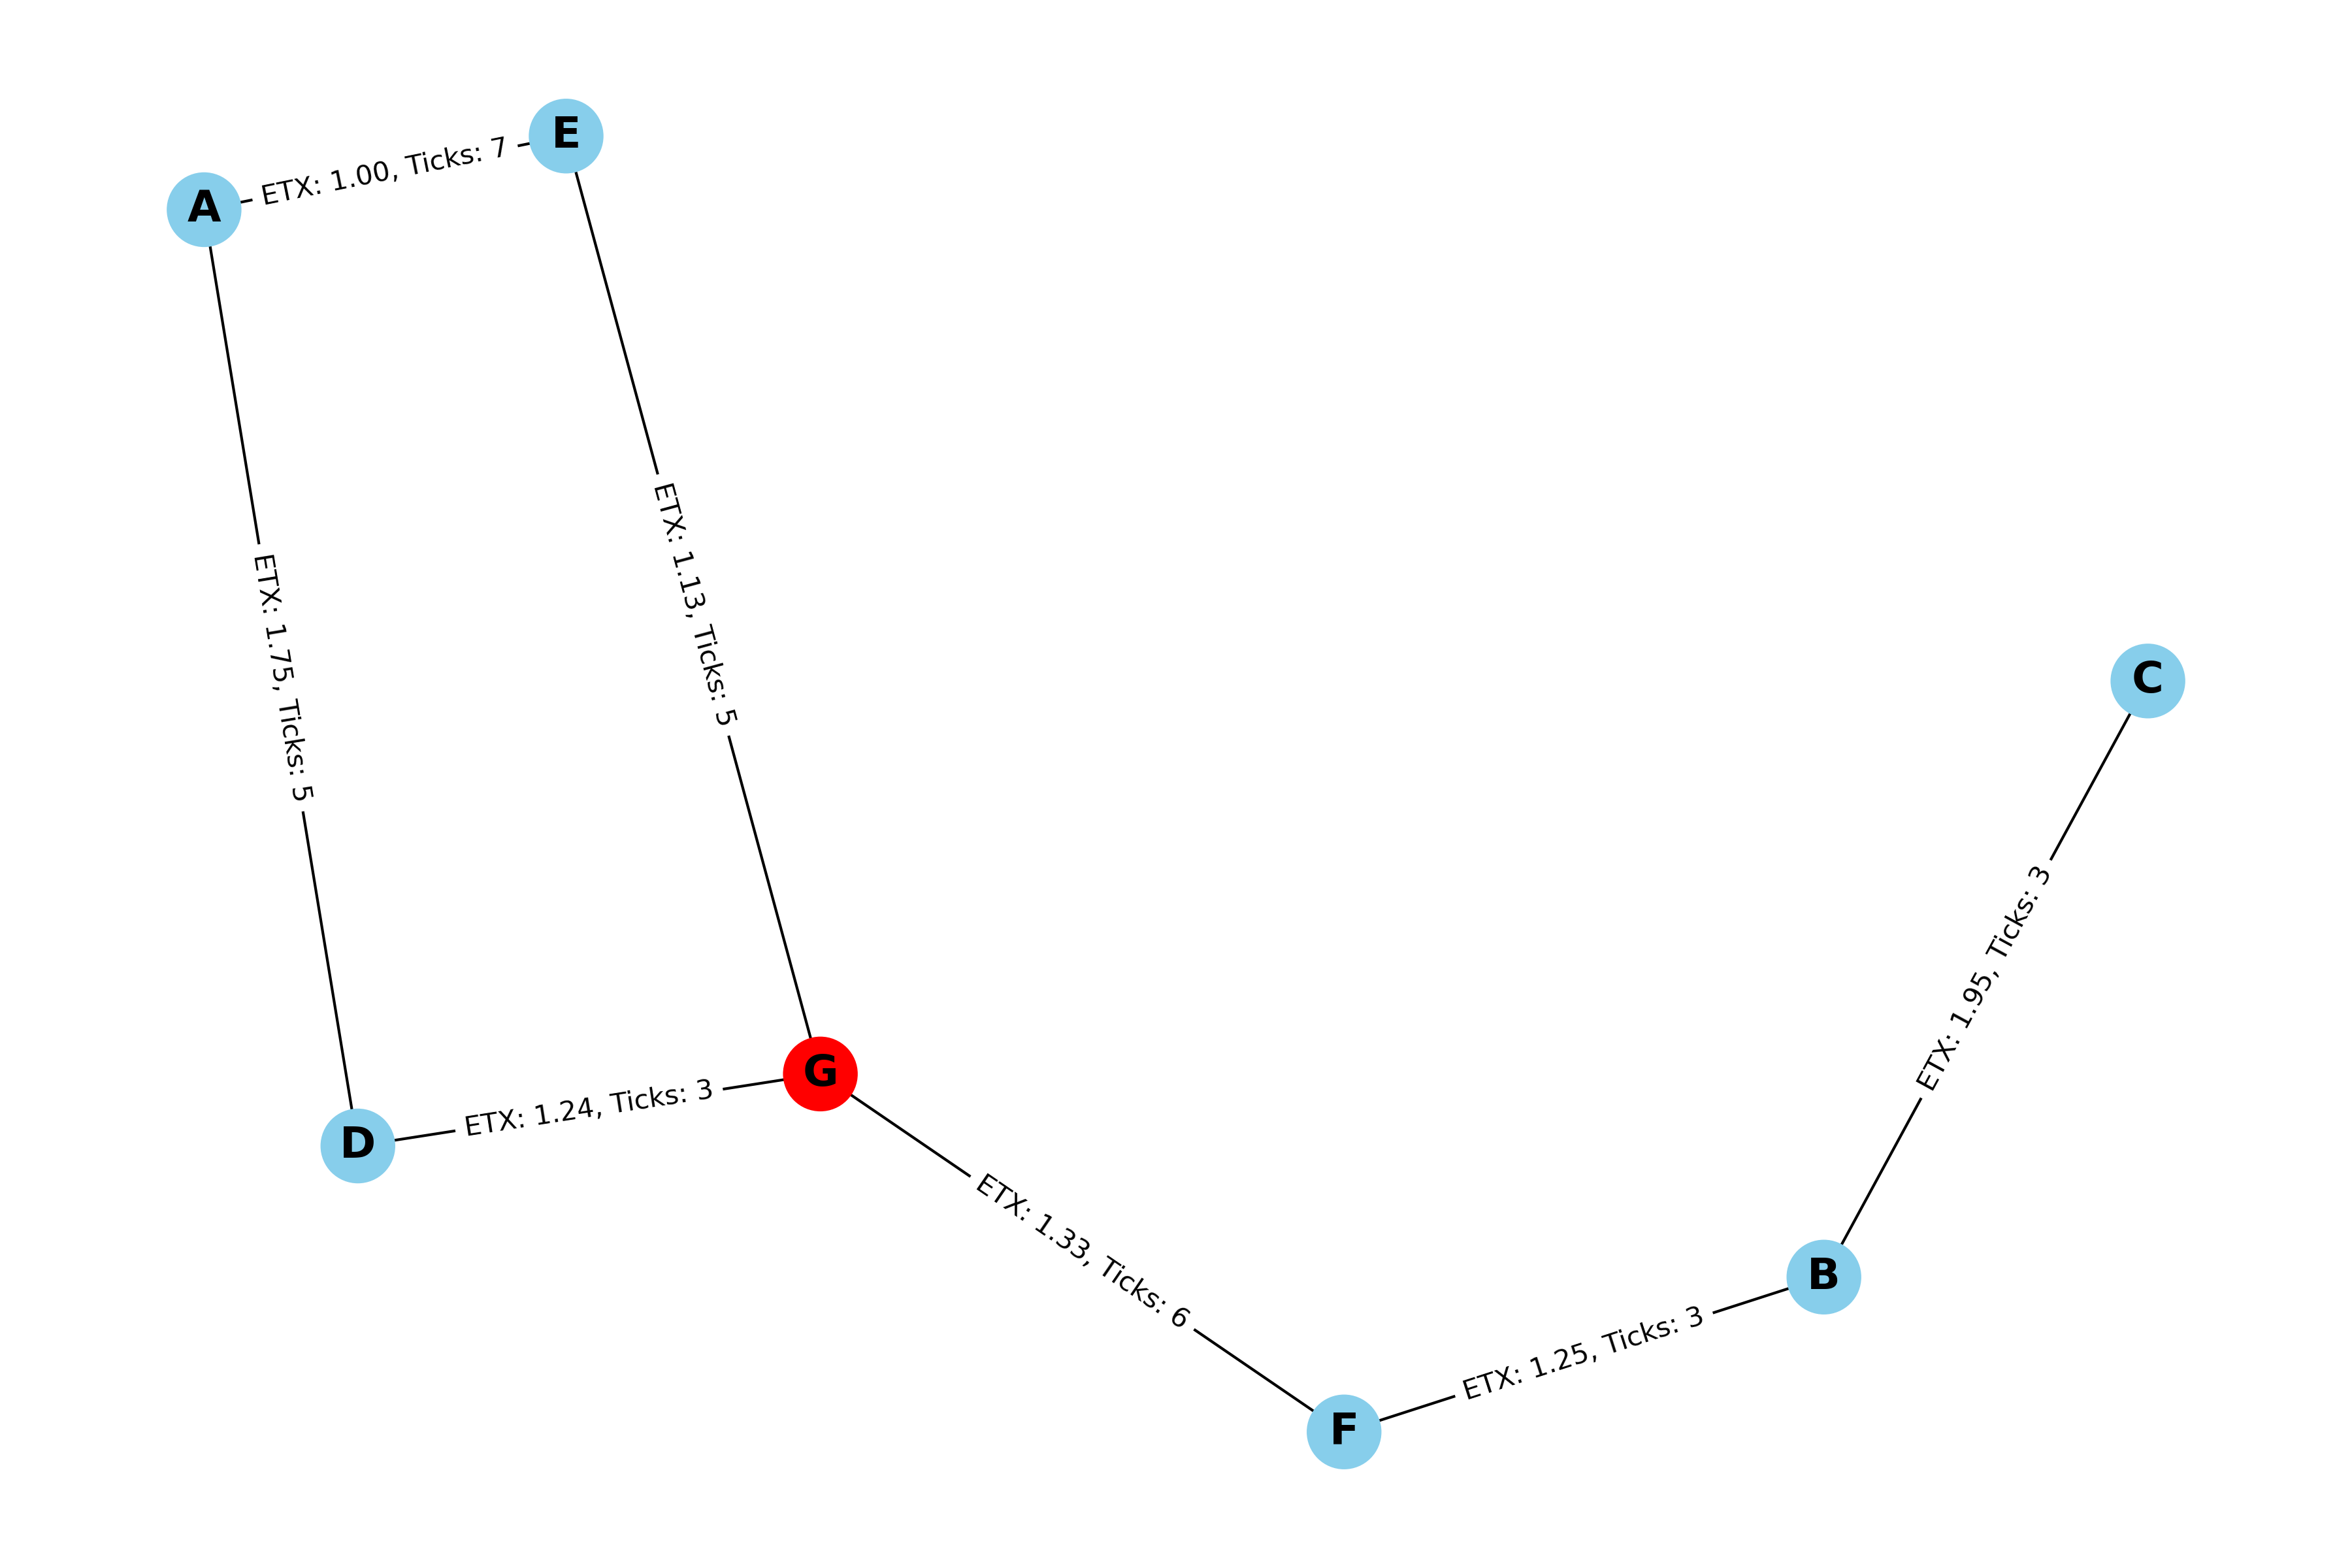 E
ETX: 1.00, Ticks: 7
A
ETX: 1.13, Ticks: 5
ETX: 1.75, Ticks: 5
C
ETX: 1.95, Ticks: 3
G
ETX: 1.24, Ticks: 3
D
ETX: 1.33, Ticks: 6
B
ETX: 1.25, Ticks: 3
F